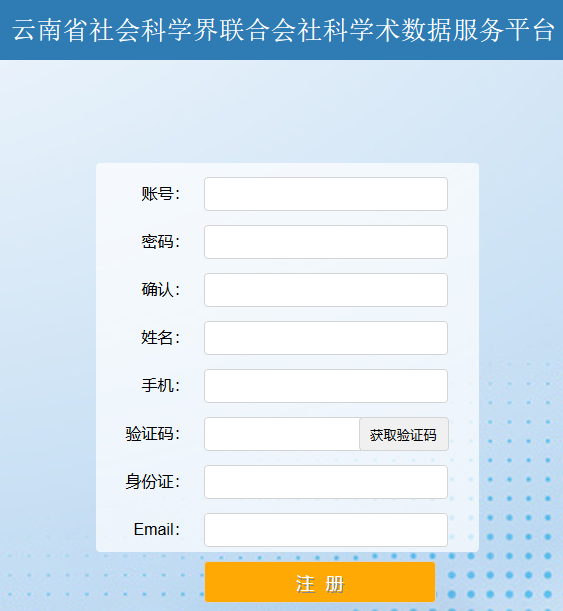 云南省社会科学界联合会社科学术数据服务平台
账号：
密码：
确认：
姓名：
手机：
验证码： 获取验证码
身份证：
Email：
注 册